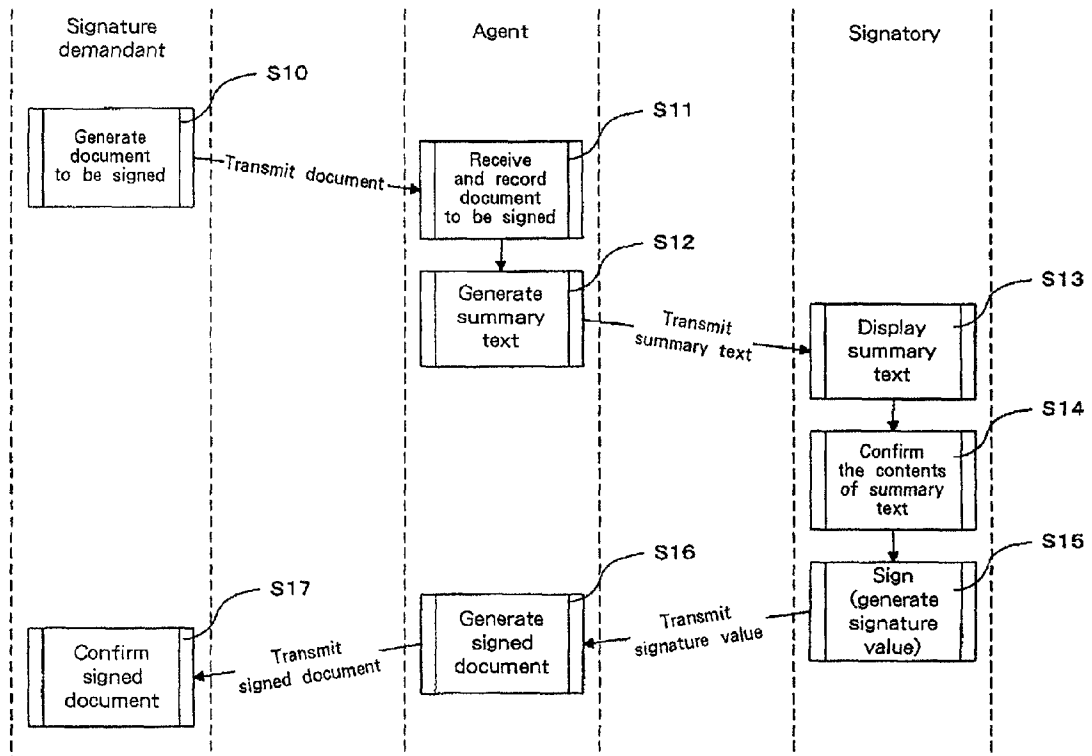 Signature
demandant
Agent
Signatory
S10
Generate
document
to be signed
Transmit document
S11
Receive
and record
document
to be signed
S12
Generate
summary
text
Transmit
summary text
S13
Display
summary
text
S14
Confirm
the contents
of summary
text
S15
Sign
(generate
signature
value)
Transmit
signature value
S16
Generate
signed
document
Transmit
signed document
S17
Confirm
signed
document